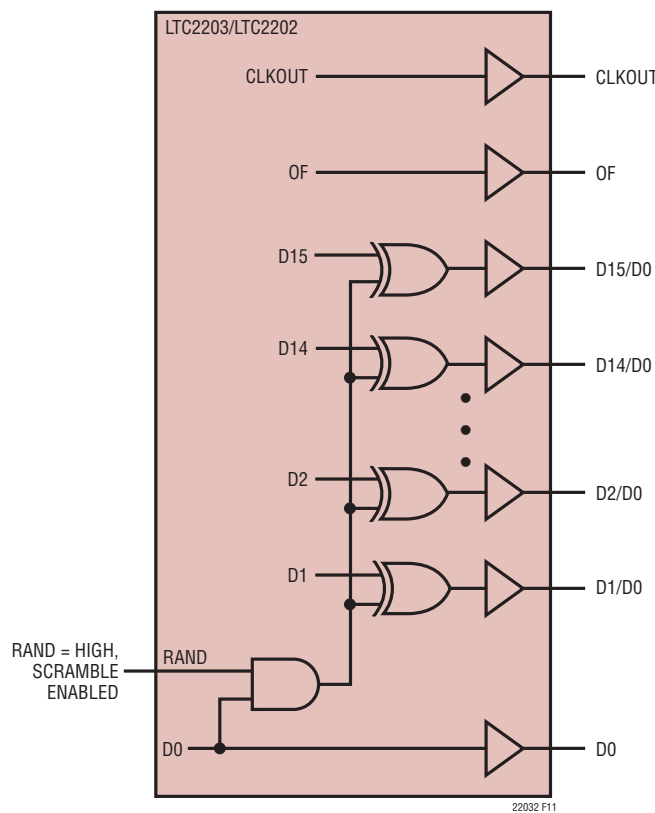 LTC2203/LTC2202
CLKOUT
CLKOUT
OF
OF
D15
D15/D0
D14
D14/D0
D2
D2/D0
D1
D1/D0
RAND = HIGH,
SCRAMBLE
ENABLED
RAND
D0
D0
22032 F11